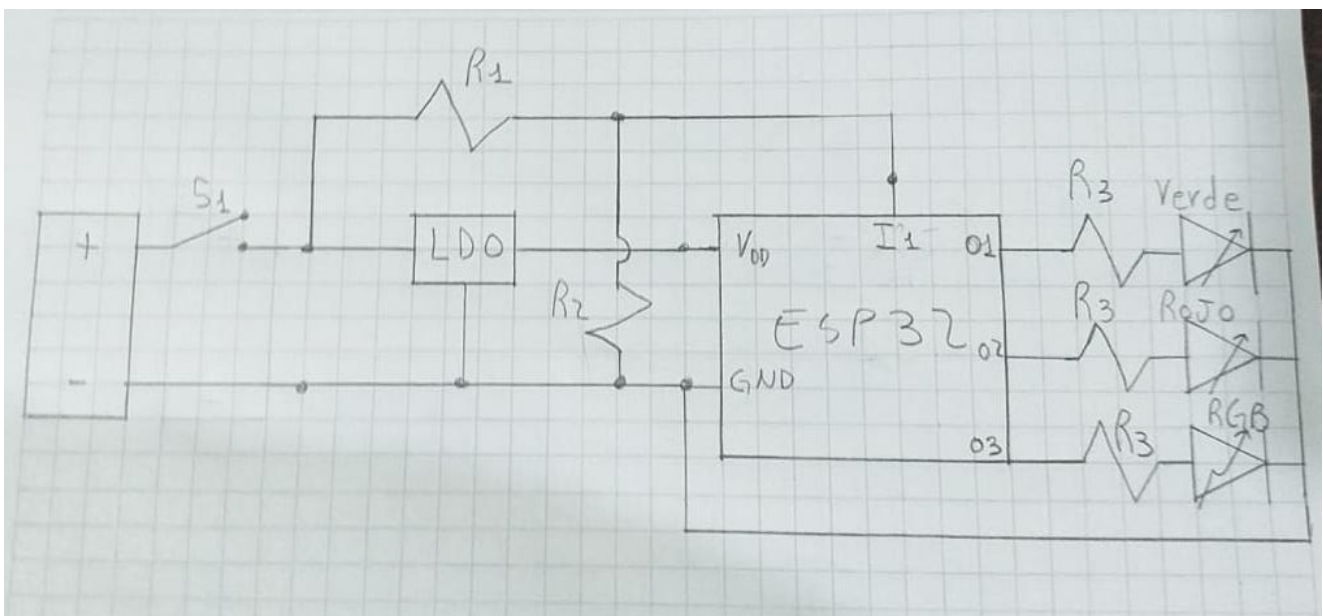 R1
S1
+
LDO
R2
-
VDD
I1
O1
ESP32
O2
GND
O3
R3
Verde
R3
RoJo
R3
RGB